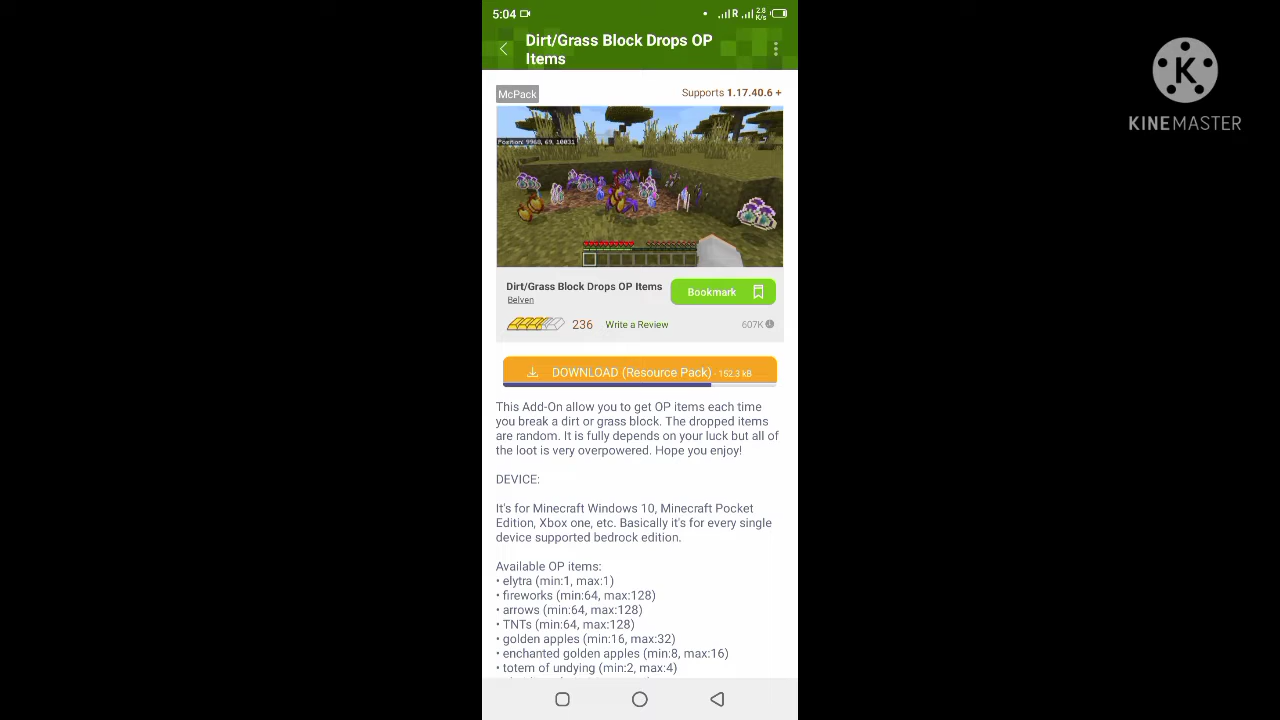 5:04
R 2.8 K/s
Dirt/Grass Block Drops OP
Items
McPack
Supports 1.17.40.6 +
Position: 9960, 69, 10031
Dirt/Grass Block Drops OP Items
Belven
Bookmark
236 Write a Review
607K
DOWNLOAD (Resource Pack) - 152.3 kB
This Add-On allow you to get OP items each time
you break a dirt or grass block. The dropped items
are random. It is fully depends on your luck but all of
the loot is very overpowered. Hope you enjoy!
DEVICE:
It's for Minecraft Windows 10, Minecraft Pocket
Edition, Xbox one, etc. Basically it's for every single
device supported bedrock edition.
Available OP items:
• elytra (min:1, max:1)
• fireworks (min:64, max:128)
• arrows (min:64, max:128)
• TNTs (min:64, max:128)
• golden apples (min:16, max:32)
• enchanted golden apples (min:8, max:16)
• totem of undying (min:2, max:4)
K
KINEMASTER